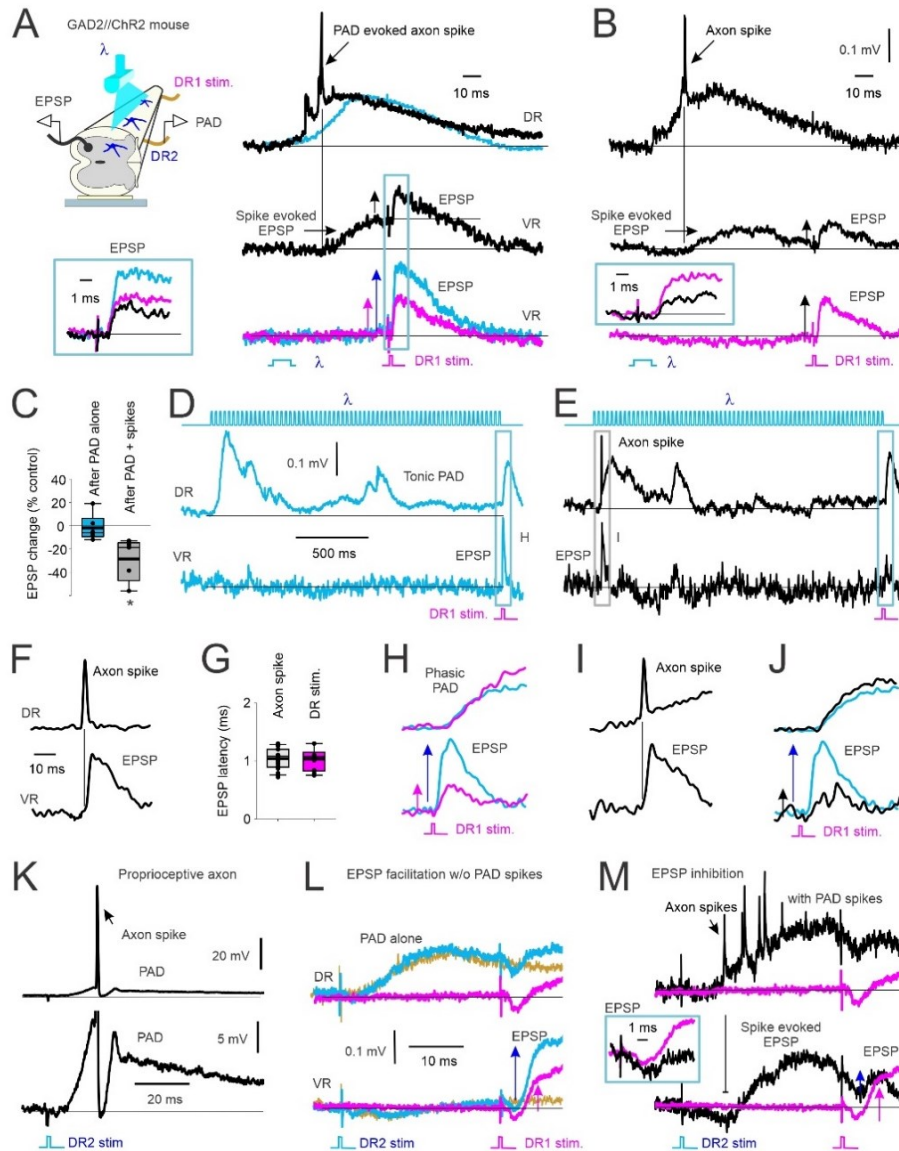 A
GAD2//ChR2 mouse
λ
DR1 stim.
EPSP
PAD
DR2
PAD evoked axon spike
10 ms
DR
Spike evoked
EPSP
EPSP
VR
EPSP
VR
λ
DR1 stim.
EPSP
1 ms
B
Axon spike
0.1 mV
10 ms
Spike evoked
EPSP
EPSP
1 ms
EPSP
λ
DR1 stim.
C
After PAD alone
After PAD + spikes
EPSP change (% control)
40
20
0
-20
-40
*
D
λ
0.1 mV
Tonic PAD
DR
500 ms
H
VR
EPSP
DR1 stim.
E
λ
Axon spike
EPSP
I
DR1 stim.
F
Axon spike
DR
10 ms
EPSP
VR
G
Axon spike
DR stim.
EPSP latency (ms)
2
1
0
H
Phasic
PAD
EPSP
DR1 stim.
I
Axon spike
EPSP
J
EPSP
DR1 stim.
K
Proprioceptive axon
Axon spike
20 mV
PAD
PAD
5 mV
20 ms
DR2 stim
L
EPSP facilitation w/o PAD spikes
PAD alone
DR
0.1 mV
10 ms
EPSP
VR
DR2 stim
DR1 stim.
M
EPSP inhibition
with PAD spikes
Axon spikes
EPSP
1 ms
Spike evoked
EPSP
EPSP
DR2 stim